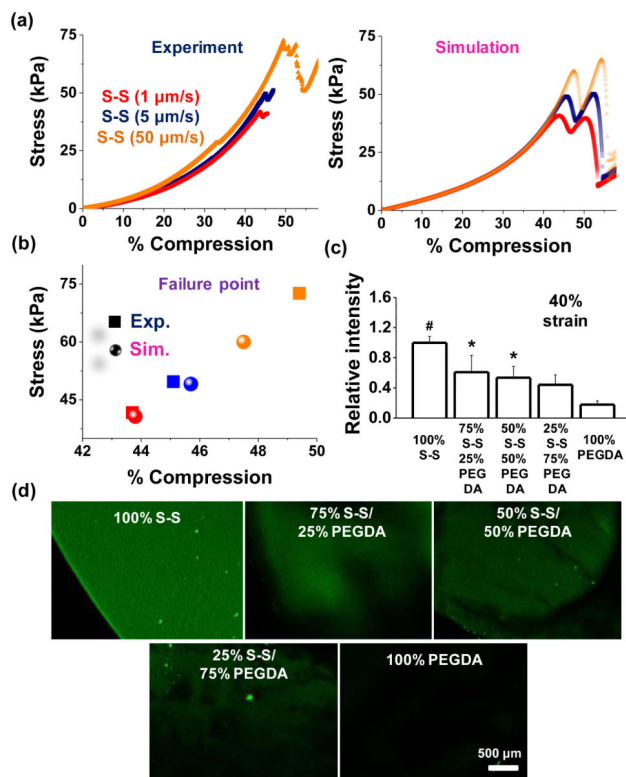 (a)
75
50
25
0
Stress (kPa)
Experiment
S-S (1 µm/s)
S-S (5 µm/s)
S-S (50 µm/s)
0 10 20 30 40 50
% Compression
75
50
25
0
Stress (kPa)
Simulation
0 10 20 30 40 50
% Compression
(b)
75
60
45
Stress (kPa)
Failure point
Exp.
Sim.
42 44 46 48 50
% Compression
(c)
1.6
1.2
0.8
0.4
0.0
Relative intensity
40%
strain
#
*
*
100%
S-S
75%
S-S
25%
PEG
DA
50%
S-S
50%
PEG
DA
25%
S-S
75%
PEG
DA
100%
PEGDA
(d)
100% S-S
75% S-S/
25% PEGDA
50% S-S/
50% PEGDA
25% S-S/
75% PEGDA
100% PEGDA
500 µm